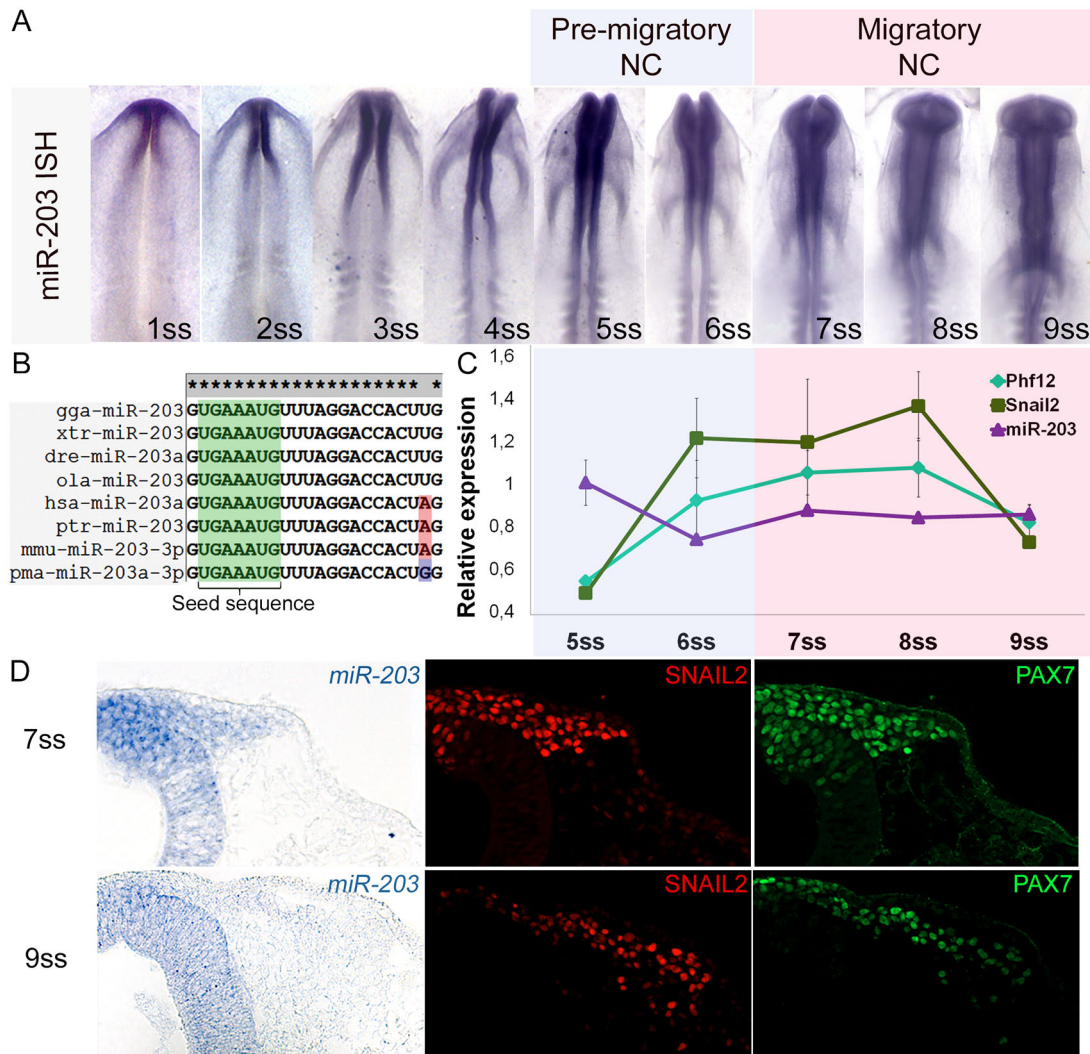 A
Pre-migratory
NC
Migratory
NC
miR-203 ISH
1ss
2ss
3ss
4ss
5ss
6ss
7ss
8ss
9ss
B
******************** *
gga-miR-203 GUGAAAUGUUUAGGACCACUUG
xtr-miR-203 GUGAAAUGUUUAGGACCACUUG
dre-miR-203a GUGAAAUGUUUAGGACCACUUG
ola-miR-203 GUGAAAUGUUUAGGACCACUUG
hsa-miR-203a GUGAAAUGUUUAGGACCACUAG
ptr-miR-203 GUGAAAUGUUUAGGACCACUAG
mmu-miR-203-3p GUGAAAUGUUUAGGACCACUAG
pma-miR-203a-3p GUGAAAUGUUUAGGACCACUGG
Seed sequence
C
Relative expression
1,6
1,4
1,2
1
0,8
0,6
0,4
Phf12
Snail2
miR-203
5ss
6ss
7ss
8ss
9ss
D
7ss
miR-203
SNAIL2
PAX7
9ss
miR-203
SNAIL2
PAX7